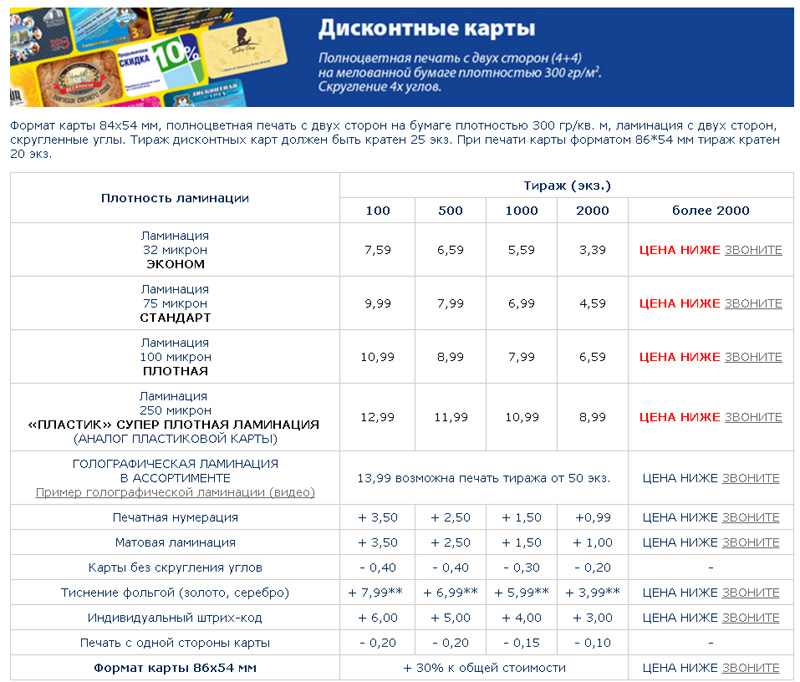 Дисконтные карты
Полноцветная печать с двух сторон (4+4)
на мелованной бумаге плотностью 300 гр/м².
Скругление 4х углов.
2013
СКИДКА 10%
ДИСКОНТНАЯ
Формат карты 84x54 мм, полноцветная печать с двух сторон на бумаге плотностью 300 гр/кв. м, ламинация с двух сторон,
скругленные углы. Тираж дисконтных карт должен быть кратен 25 экз. При печати карты форматом 86*54 мм тираж кратен
20 экз.
Плотность ламинации
Тираж (экз.)
100 500 1000 2000 более 2000
Ламинация
32 микрон
ЭКОНОМ
7,59 6,59 5,59 3,39 ЦЕНА НИЖЕ ЗВОНИТЕ
Ламинация
75 микрон
СТАНДАРТ
9,99 7,99 6,99 4,59 ЦЕНА НИЖЕ ЗВОНИТЕ
Ламинация
100 микрон
ПЛОТНАЯ
10,99 8,99 7,99 6,59 ЦЕНА НИЖЕ ЗВОНИТЕ
Ламинация
250 микрон
«ПЛАСТИК» СУПЕР ПЛОТНАЯ ЛАМИНАЦИЯ
(АНАЛОГ ПЛАСТИКОВОЙ КАРТЫ)
12,99 11,99 10,99 8,99 ЦЕНА НИЖЕ ЗВОНИТЕ
ГОЛОГРАФИЧЕСКАЯ ЛАМИНАЦИЯ
В АССОРТИМЕНТЕ
Пример голографической ламинации (видео)
13,99 возможна печать тиража от 50 экз. ЦЕНА НИЖЕ ЗВОНИТЕ
Печатная нумерация + 3,50 + 2,50 + 1,50 +0,99 ЦЕНА НИЖЕ ЗВОНИТЕ
Матовая ламинация + 3,50 + 2,50 + 1,50 + 1,00 ЦЕНА НИЖЕ ЗВОНИТЕ
Карты без скругления углов - 0,40 - 0,40 - 0,30 - 0,20 -
Тиснение фольгой (золото, серебро) + 7,99** + 6,99** + 5,99** + 3,99** ЦЕНА НИЖЕ ЗВОНИТЕ
Индивидуальный штрих-код + 6,00 + 5,00 + 4,00 + 3,00 ЦЕНА НИЖЕ ЗВОНИТЕ
Печать с одной стороны карты - 0,20 - 0,20 - 0,15 - 0,10 -
Формат карты 86x54 мм + 30% к общей стоимости ЦЕНА НИЖЕ ЗВОНИТЕ